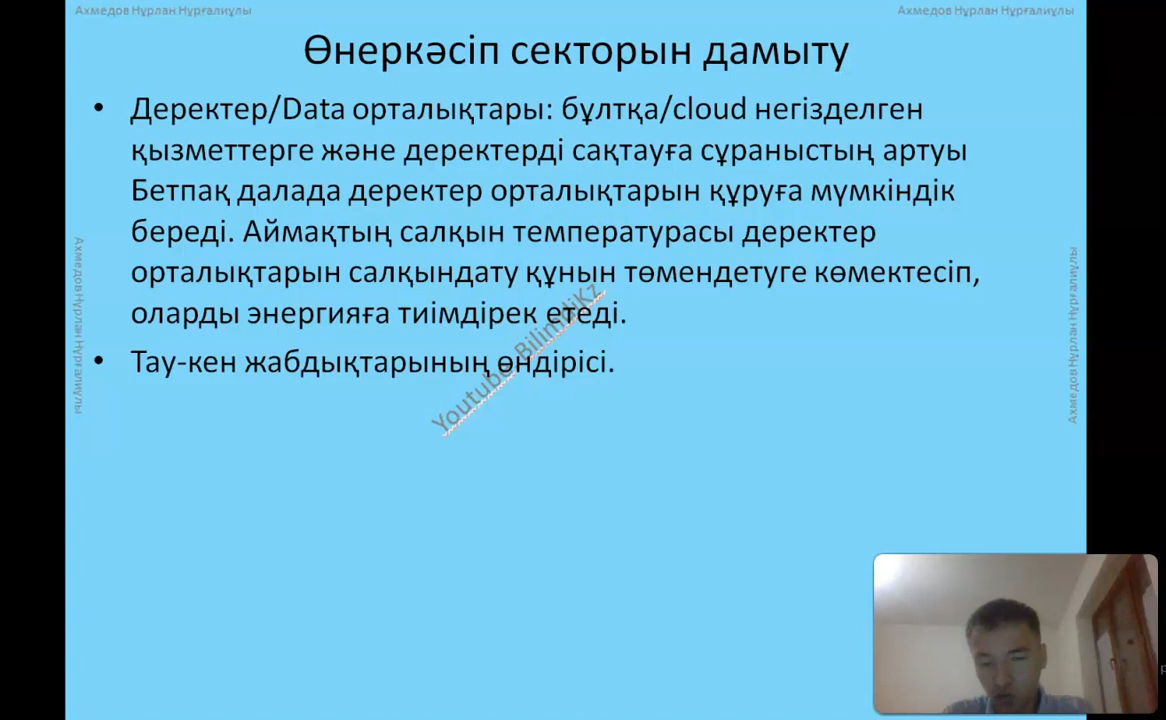 Ахмедов Нұрлан Нұрғалиұлы
Ахмедов Нұрлан Нұрғалиұлы
Өнеркәсіп секторын дамыту
• Деректер/Data орталықтары: бұлтқа/cloud негізделген
қызметтерге және деректерді сақтауға сұраныстың артуы
Бетпақ далада деректер орталықтарын құруға мүмкіндік
береді. Аймақтың салқын температурасы деректер
орталықтарын салқындату құнын төмендетуге көмектесіп,
оларды энергияға тиімдірек етеді.
• Тау-кен жабдықтарының өндірісі.
Youtube BilimdiKz
Ахмедов Нұрлан Нұрғалиұлы
Ахмедов Нұрлан Нұрғалиұлы